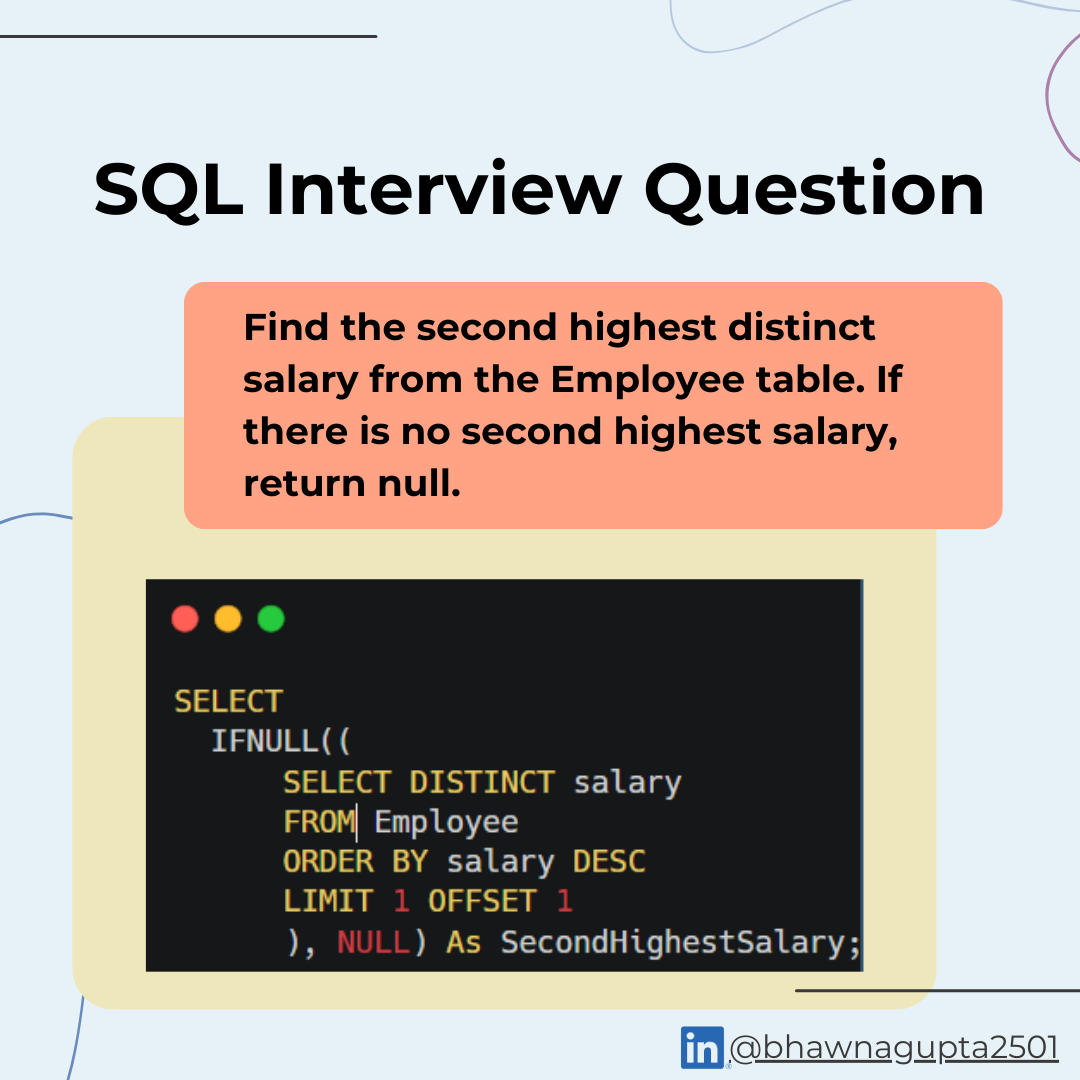 SQL Interview Question
Find the second highest distinct
salary from the Employee table. If
there is no second highest salary,
return null.
SELECT
IFNULL((
SELECT DISTINCT salary
FROM Employee
ORDER BY salary DESC
LIMIT 1 OFFSET 1
), NULL) As SecondHighestSalary;
in @bhawnagupta2501